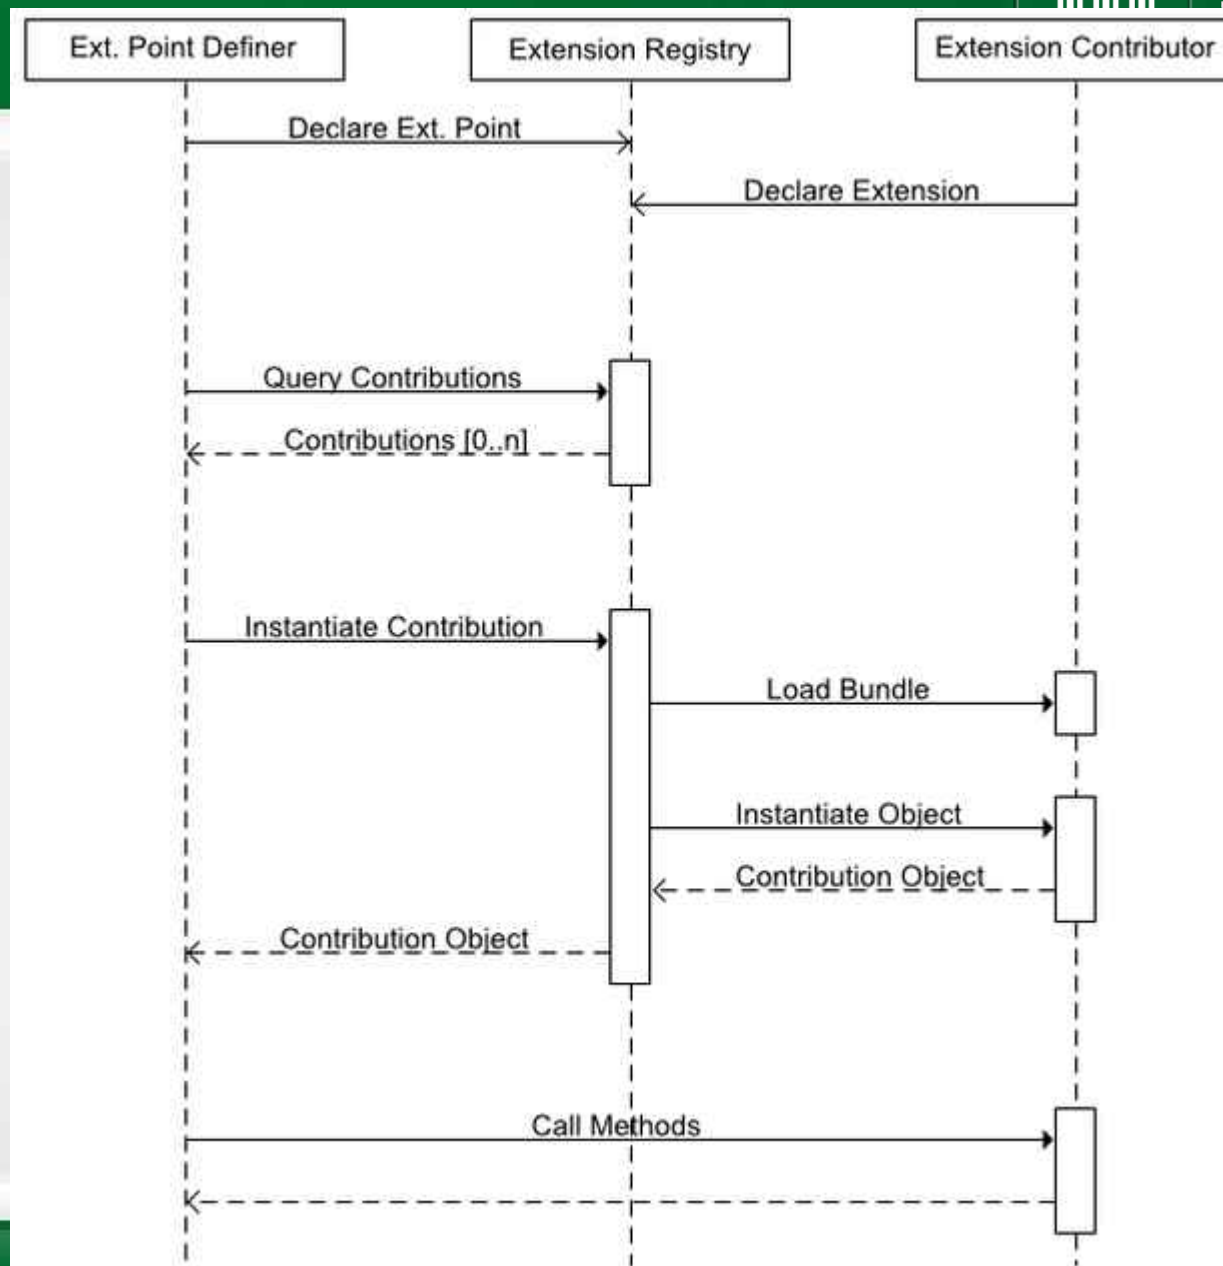 Ext. Point Definer
Extension Registry
Extension Contributor
Declare Ext. Point
Declare Extension
Query Contributions
Contributions [0..n]
Instantiate Contribution
Load Bundle
Instantiate Object
Contribution Object
Contribution Object
Call Methods